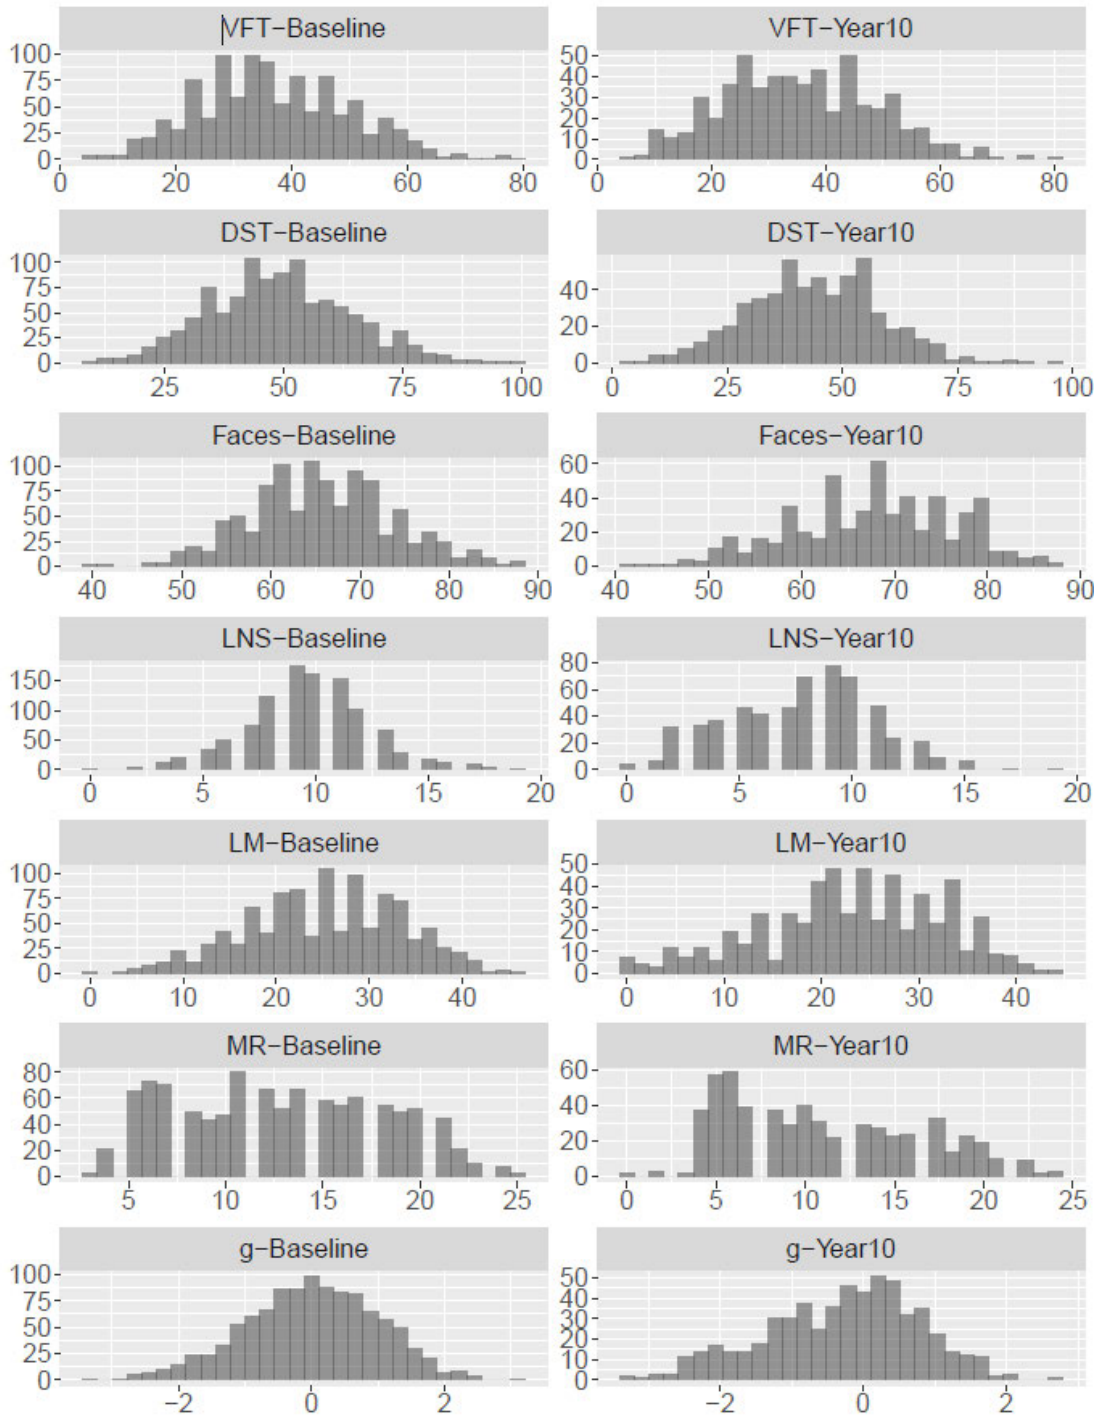 VFT−Baseline VFT−Year10
100 50
75 40
50 30
25 20
0 10
0
0 20 40 60 80 0 20 40 60 80
DST−Baseline DST−Year10
100 40
75 20
50 0
25
0
25 50 75 100 0 25 50 75 100
Faces−Baseline Faces−Year10
100 60
75 40
50 20
25 0
0
40 50 60 70 80 90 40 50 60 70 80 90
LNS−Baseline LNS−Year10
150 80
100 60
50 40
0 20
0
0 5 10 15 20 0 5 10 15 20
LM−Baseline LM−Year10
100 50
75 40
50 30
25 20
0 10
0
0 10 20 30 40 0 10 20 30 40
MR−Baseline MR−Year10
80 60
60 40
40 20
20 0
0
5 10 15 20 25 0 5 10 15 20 25
g−Baseline g−Year10
100 50
75 40
50 30
25 20
0 10
0
−2 0 2 −2 0 2